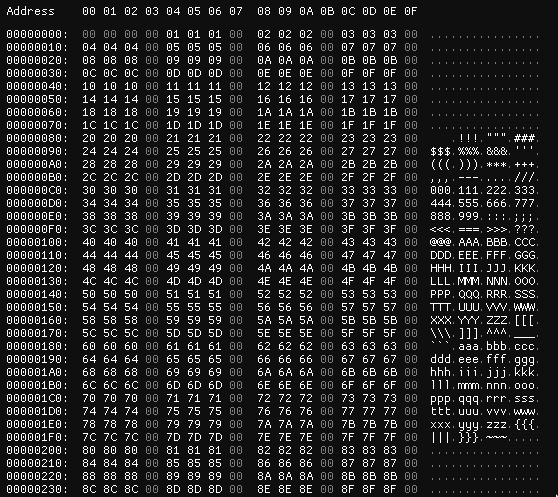 Address 00 01 02 03 04 05 06 07 08 09 0A 0B 0C 0D 0E 0F
00000000: 00 00 00 00 01 01 01 00 02 02 02 00 03 03 03 00 ................
00000010: 04 04 04 00 05 05 05 00 06 06 06 00 07 07 07 00 ................
00000020: 08 08 08 00 09 09 09 00 0A 0A 0A 00 0B 0B 0B 00 ................
00000030: 0C 0C 0C 00 0D 0D 0D 00 0E 0E 0E 00 0F 0F 0F 00 ................
00000040: 10 10 10 00 11 11 11 00 12 12 12 00 13 13 13 00 ................
00000050: 14 14 14 00 15 15 15 00 16 16 16 00 17 17 17 00 ................
00000060: 18 18 18 00 19 19 19 00 1A 1A 1A 00 1B 1B 1B 00 ................
00000070: 1C 1C 1C 00 1D 1D 1D 00 1E 1E 1E 00 1F 1F 1F 00 ................
00000080: 20 20 20 00 21 21 21 00 22 22 22 00 23 23 23 00    .!!!.""".###.
00000090: 24 24 24 00 25 25 25 00 26 26 26 00 27 27 27 00 $$$.%%%.&&&.'''.
000000A0: 28 28 28 00 29 29 29 00 2A 2A 2A 00 2B 2B 2B 00 (((.))).***.+++.
000000B0: 2C 2C 2C 00 2D 2D 2D 00 2E 2E 2E 00 2F 2F 2F 00 ,,,.---.....///.
000000C0: 30 30 30 00 31 31 31 00 32 32 32 00 33 33 33 00 000.111.222.333.
000000D0: 34 34 34 00 35 35 35 00 36 36 36 00 37 37 37 00 444.555.666.777.
000000E0: 38 38 38 00 39 39 39 00 3A 3A 3A 00 3B 3B 3B 00 888.999.:::.;;;.
000000F0: 3C 3C 3C 00 3D 3D 3D 00 3E 3E 3E 00 3F 3F 3F 00 <<<.===.>>>.???.
00000100: 40 40 40 00 41 41 41 00 42 42 42 00 43 43 43 00 @@@.AAA.BBB.CCC.
00000110: 44 44 44 00 45 45 45 00 46 46 46 00 47 47 47 00 DDD.EEE.FFF.GGG.
00000120: 48 48 48 00 49 49 49 00 4A 4A 4A 00 4B 4B 4B 00 HHH.III.JJJ.KKK.
00000130: 4C 4C 4C 00 4D 4D 4D 00 4E 4E 4E 00 4F 4F 4F 00 LLL.MMM.NNN.OOO.
00000140: 50 50 50 00 51 51 51 00 52 52 52 00 53 53 53 00 PPP.QQQ.RRR.SSS.
00000150: 54 54 54 00 55 55 55 00 56 56 56 00 57 57 57 00 TTT.UUU.VVV.WWW.
00000160: 58 58 58 00 59 59 59 00 5A 5A 5A 00 5B 5B 5B 00 XXX.YYY.ZZZ.[[[.
00000170: 5C 5C 5C 00 5D 5D 5D 00 5E 5E 5E 00 5F 5F 5F 00 \\\.]]].^^^.___.
00000180: 60 60 60 00 61 61 61 00 62 62 62 00 63 63 63 00 ```.aaa.bbb.ccc.
00000190: 64 64 64 00 65 65 65 00 66 66 66 00 67 67 67 00 ddd.eee.fff.ggg.
000001A0: 68 68 68 00 69 69 69 00 6A 6A 6A 00 6B 6B 6B 00 hhh.iii.jjj.kkk.
000001B0: 6C 6C 6C 00 6D 6D 6D 00 6E 6E 6E 00 6F 6F 6F 00 lll.mmm.nnn.ooo.
000001C0: 70 70 70 00 71 71 71 00 72 72 72 00 73 73 73 00 ppp.qqq.rrr.sss.
000001D0: 74 74 74 00 75 75 75 00 76 76 76 00 77 77 77 00 ttt.uuu.vvv.www.
000001E0: 78 78 78 00 79 79 79 00 7A 7A 7A 00 7B 7B 7B 00 xxx.yyy.zzz.{{{.
000001F0: 7C 7C 7C 00 7D 7D 7D 00 7E 7E 7E 00 7F 7F 7F 00 |||.}}}.~~~.....
00000200: 80 80 80 00 81 81 81 00 82 82 82 00 83 83 83 00 ................
00000210: 84 84 84 00 85 85 85 00 86 86 86 00 87 87 87 00 ................
00000220: 88 88 88 00 89 89 89 00 8A 8A 8A 00 8B 8B 8B 00 ................
00000230: 8C 8C 8C 00 8D 8D 8D 00 8E 8E 8E 00 8F 8F 8F 00 ................